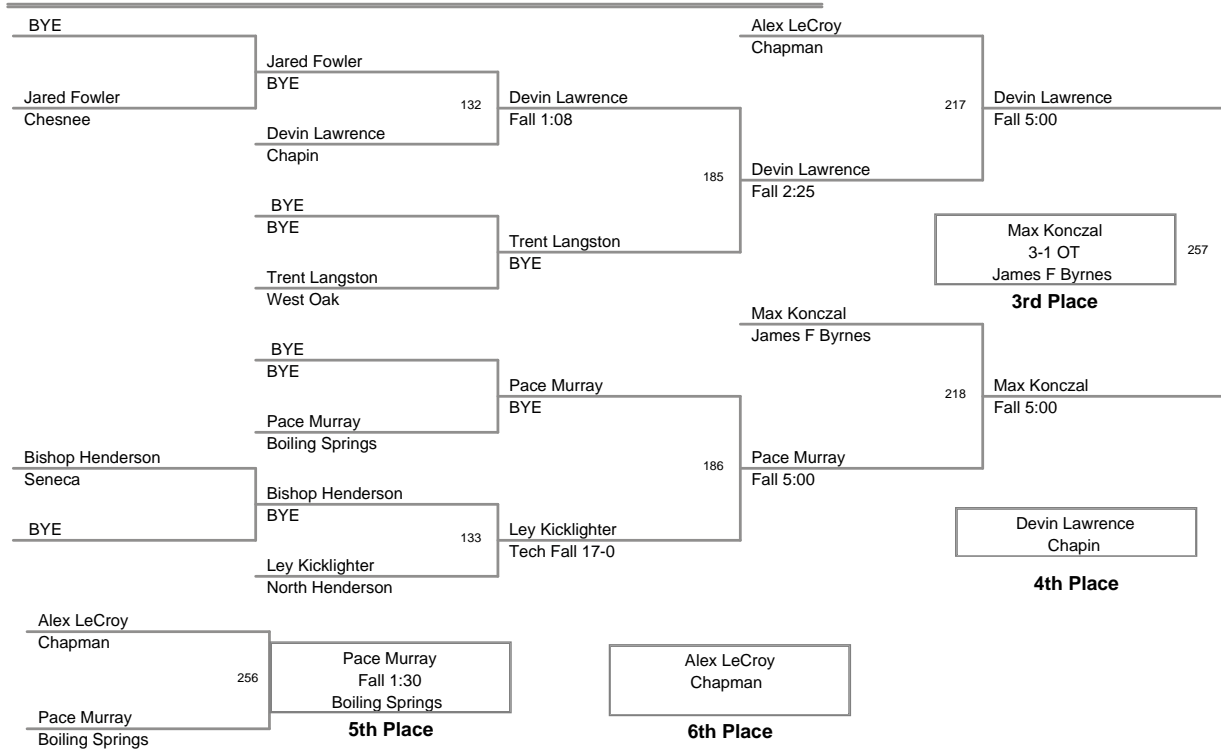 BYE
Alex LeCroy
Chapman
Jared Fowler
BYE
Jared Fowler
Chesnee
132
Devin Lawrence
Fall 1:08
217
Devin Lawrence
Fall 5:00
Devin Lawrence
Chapin
185
Devin Lawrence
Fall 2:25
BYE
BYE
Trent Langston
BYE
Max Konczal
3-1 OT
James F Byrnes
257
3rd Place
Trent Langston
West Oak
Max Konczal
James F Byrnes
BYE
BYE
Pace Murray
BYE
218
Max Konczal
Fall 5:00
Pace Murray
Boiling Springs
Bishop Henderson
Seneca
186
Pace Murray
Fall 5:00
Bishop Henderson
BYE
BYE
133
Ley Kicklighter
Tech Fall 17-0
Devin Lawrence
Chapin
4th Place
Ley Kicklighter
North Henderson
Alex LeCroy
Chapman
256
Pace Murray
Fall 1:30
Boiling Springs
5th Place
Alex LeCroy
Chapman
6th Place
Pace Murray
Boiling Springs